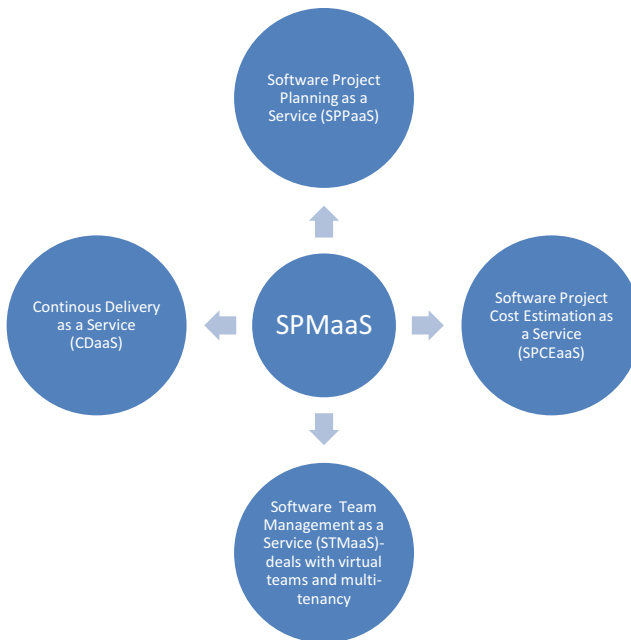 Software Project
Planning as a
Service (SPPaaS)
Continous Delivery
as a Service
(CDaaS)
SPMaaS
Software Project
Cost Estimation as
a Service
(SPCEaaS)
Software  Team
Management as a
Service (STMaaS)-
deals with virtual
teams and multi-
tenancy